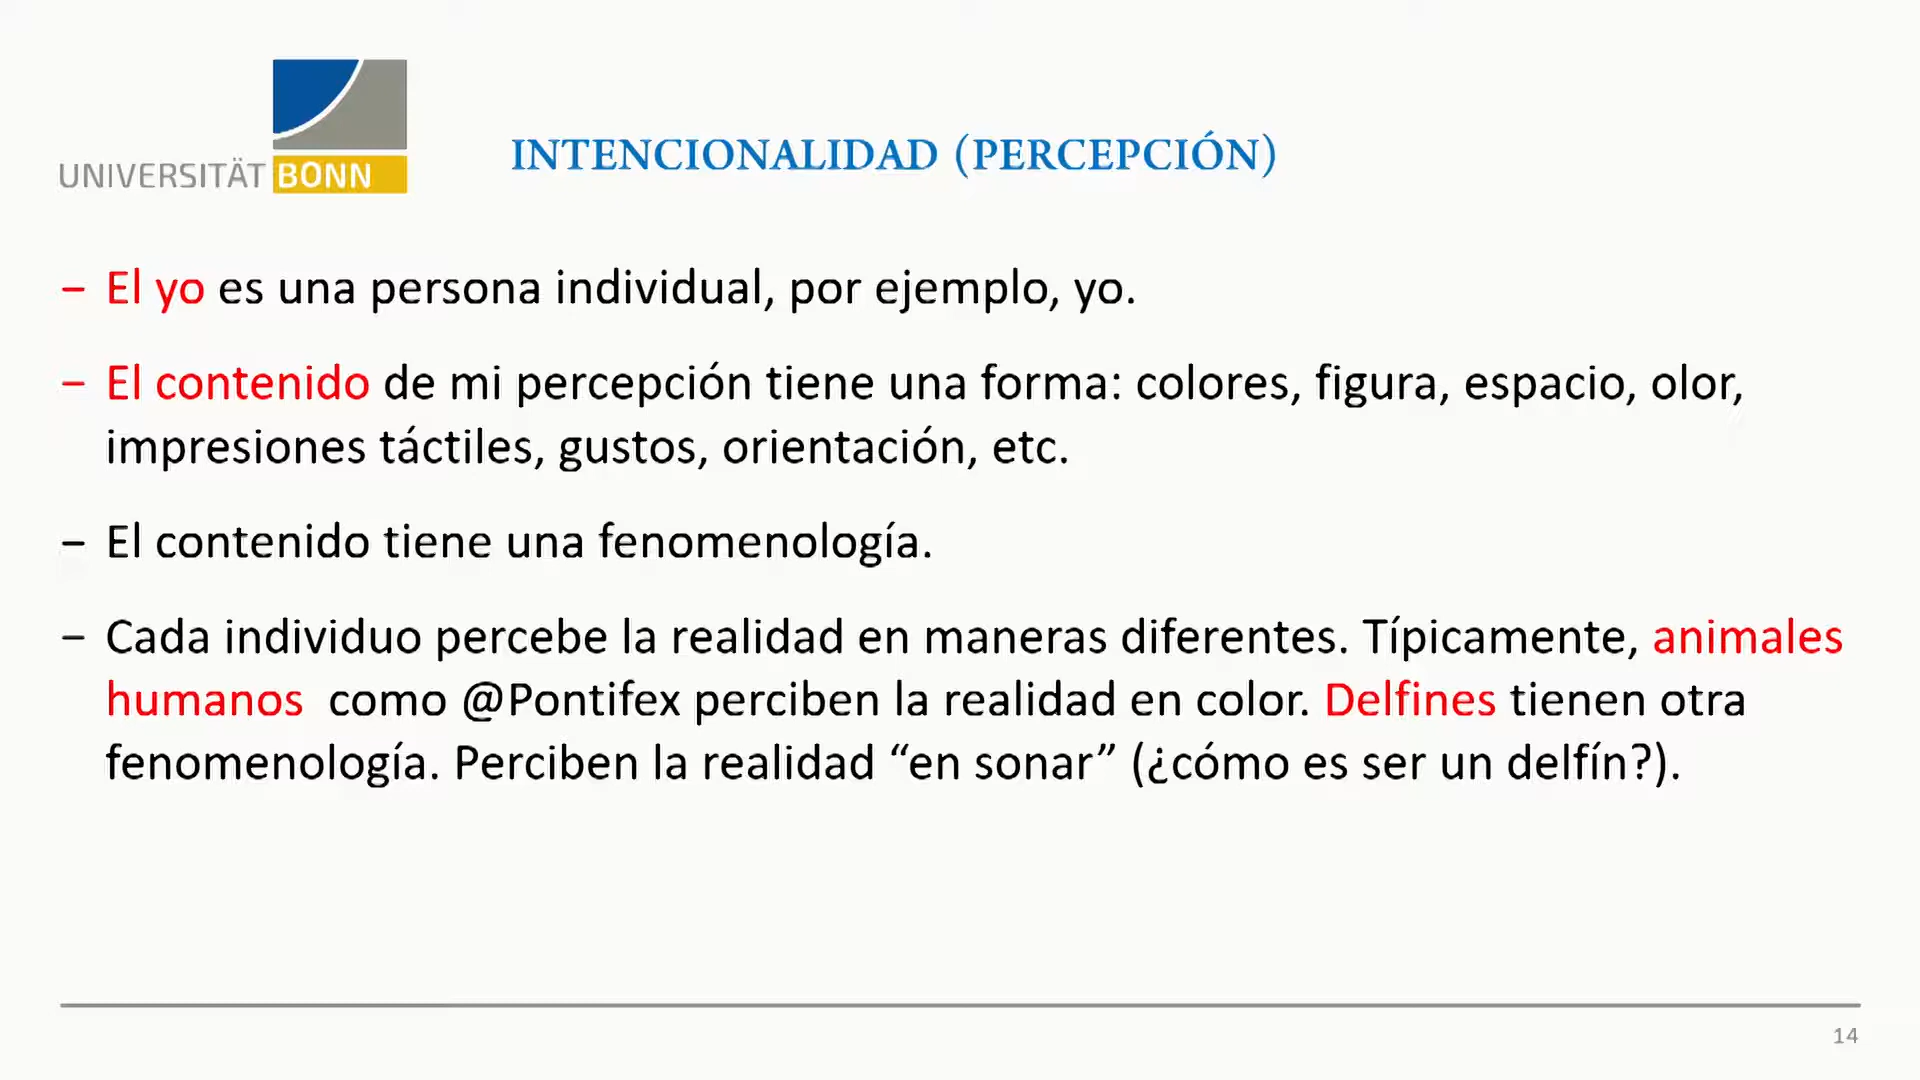 UNIVERSITÄT BONN
INTENCIONALIDAD (PERCEPCIÓN)
– El yo es una persona individual, por ejemplo, yo.
– El contenido de mi percepción tiene una forma: colores, figura, espacio, olor,
impresiones táctiles, gustos, orientación, etc.
– El contenido tiene una fenomenología.
– Cada individuo percebe la realidad en maneras diferentes. Típicamente, animales
humanos como @Pontifex perciben la realidad en color. Delfines tienen otra
fenomenología. Perciben la realidad “en sonar” (¿cómo es ser un delfín?).
14